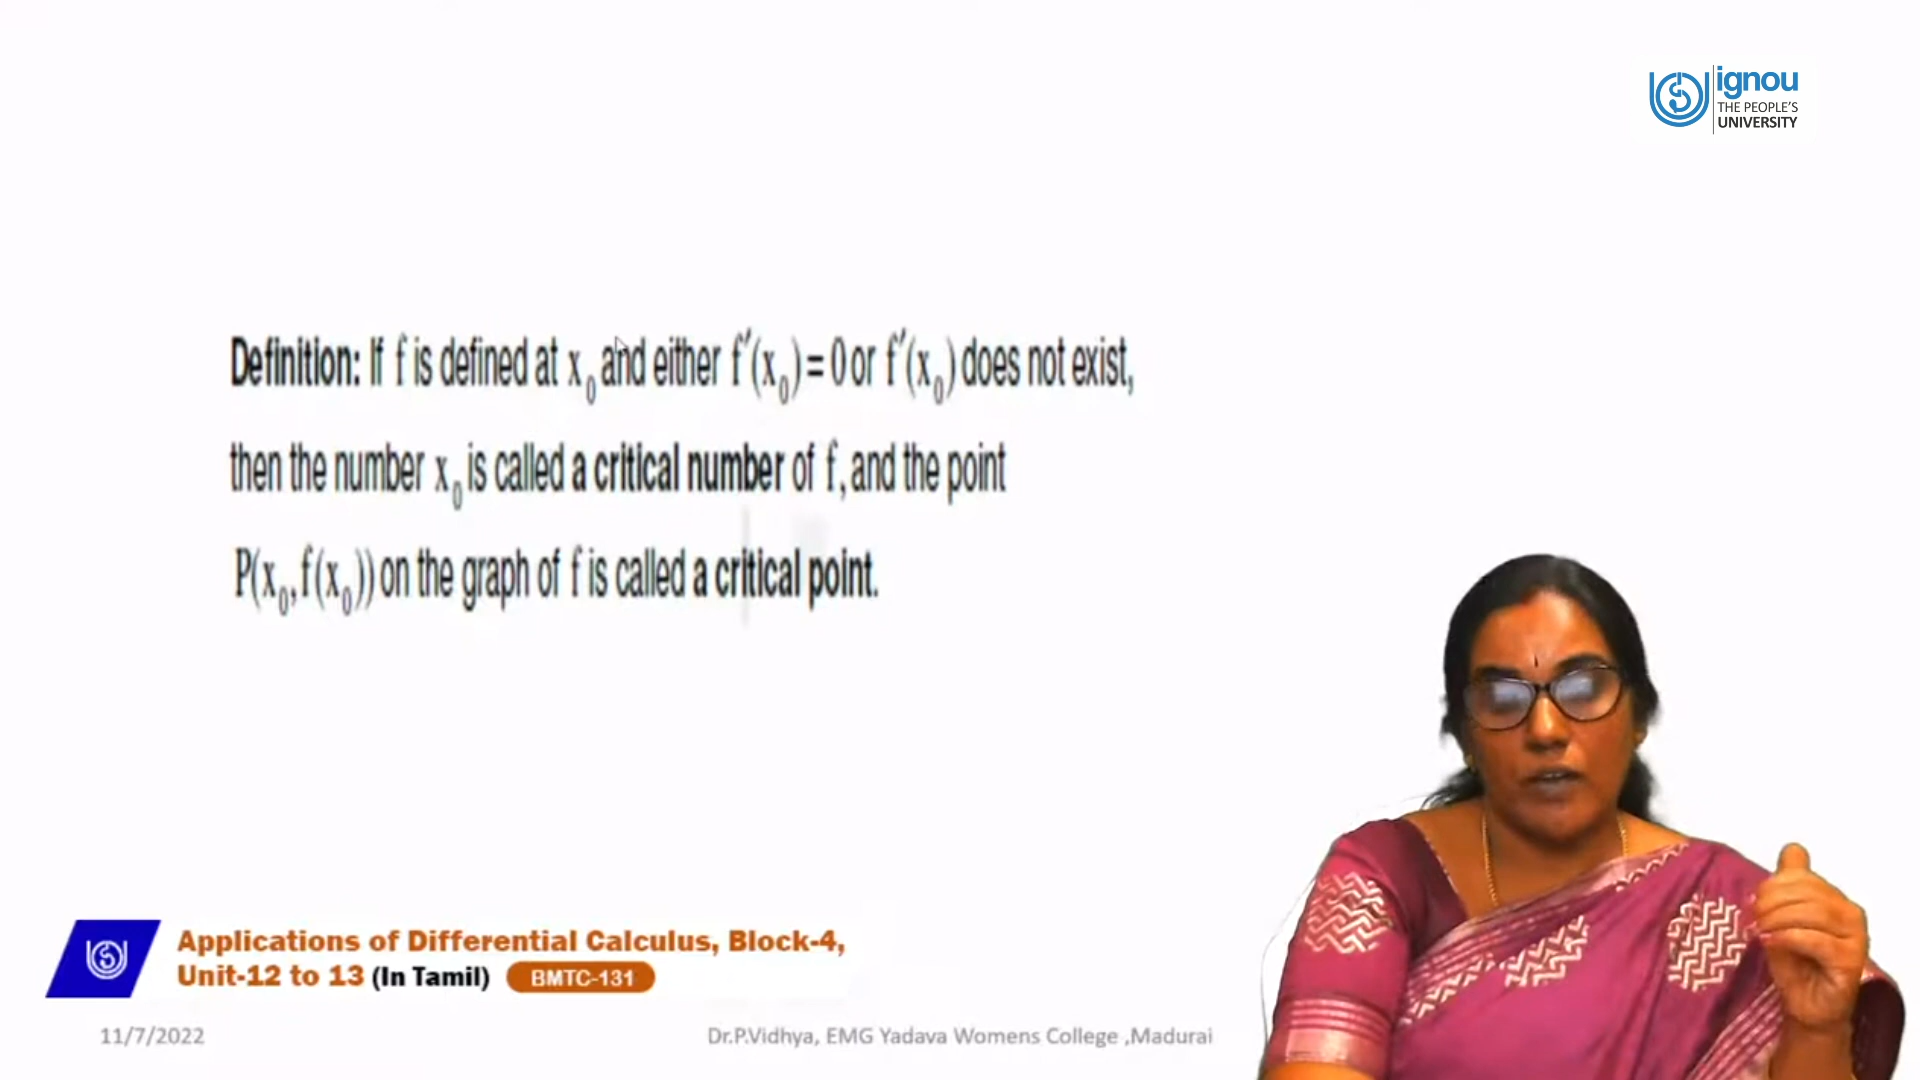 ignou
THE PEOPLE'S
UNIVERSITY
Definition: If f is defined at x₀ and either f′(x₀) = 0 or f′(x₀) does not exist,
then the number x₀ is called a critical number of f, and the point
P(x₀, f(x₀)) on the graph of f is called a critical point.
Applications of Differential Calculus, Block-4,
Unit-12 to 13 (In Tamil) BMTC-131
11/7/2022 Dr.P.Vidhya, EMG Yadava Womens College ,Madurai